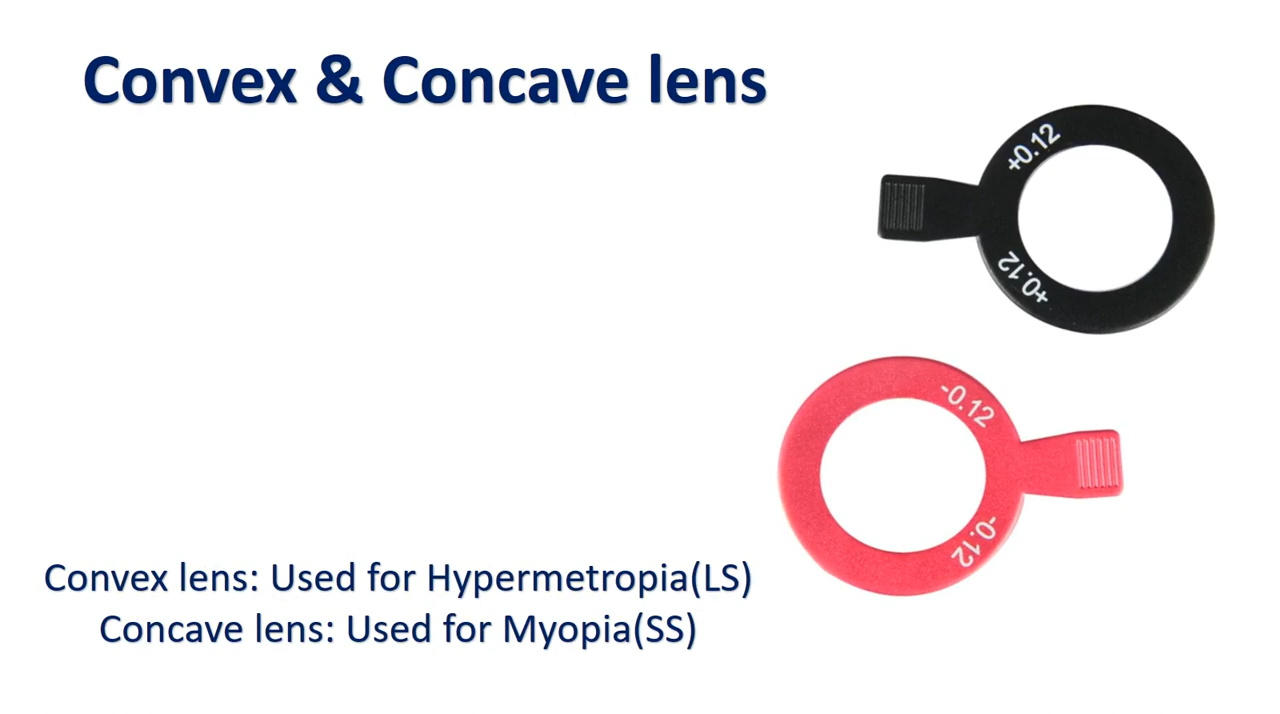 Convex & Concave lens
+0.12
+0.12
-0.12
-0.12
Convex lens: Used for Hypermetropia(LS)
Concave lens: Used for Myopia(SS)